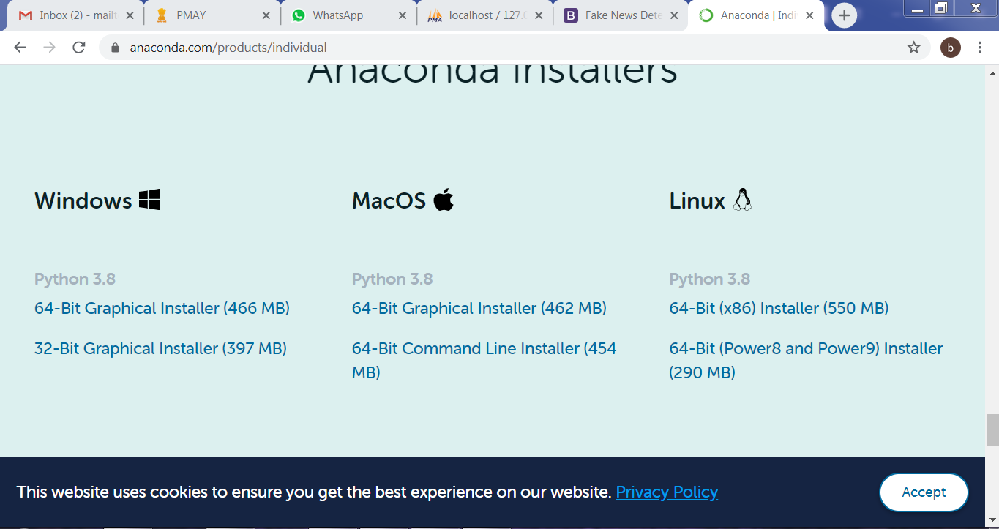 Inbox (2) - mailt
PMAY
WhatsApp
PMA
localhost / 127.0
B
Fake News Dete
Anaconda | Indi
anaconda.com/products/individual
b
Anaconda Installers
Windows
MacOS
Linux
Python 3.8
64-Bit Graphical Installer (466 MB)
32-Bit Graphical Installer (397 MB)
Python 3.8
64-Bit Graphical Installer (462 MB)
64-Bit Command Line Installer (454
MB)
Python 3.8
64-Bit (x86) Installer (550 MB)
64-Bit (Power8 and Power9) Installer
(290 MB)
This website uses cookies to ensure you get the best experience on our website. Privacy Policy
Accept